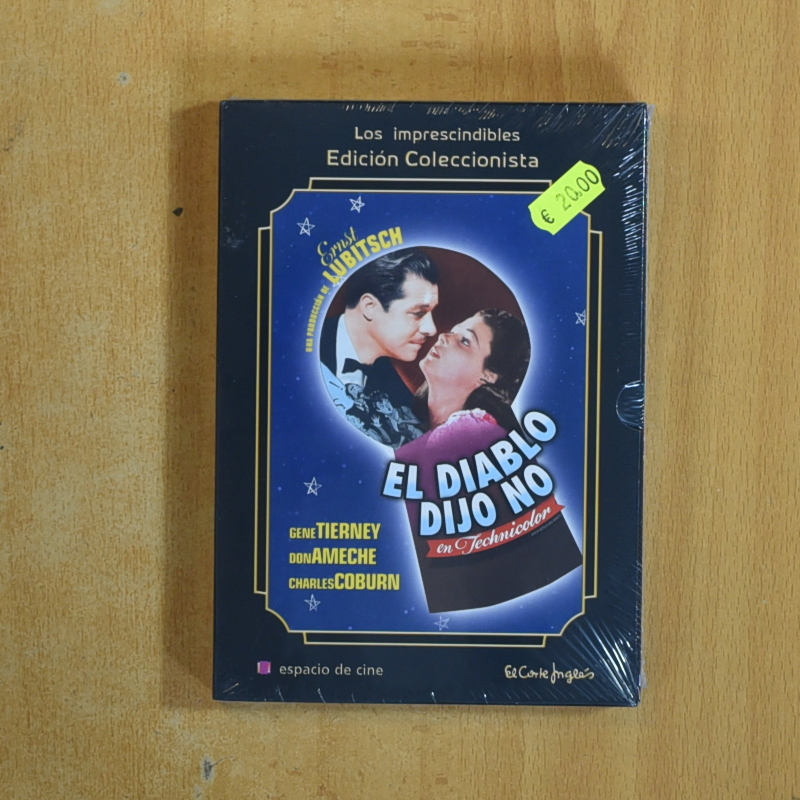 Los imprescindibles
Edición Coleccionista
€ 20,00
UNA PRODUCCIÓN DE
Ernst
LUBITSCH
EL DIABLO
DIJO NO
en Technicolor
GENE TIERNEY
DON AMECHE
CHARLES COBURN
espacio de cine
El Corte Inglés